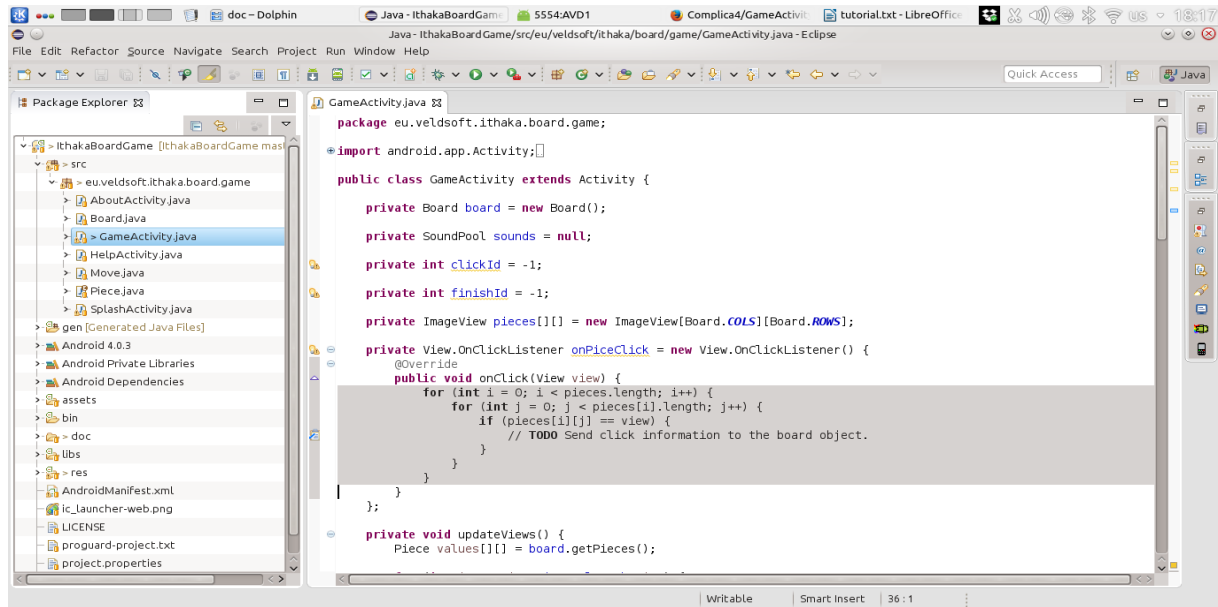 doc – Dolphin
Java - IthakaBoardGame
5554:AVD1
Complica4/GameActivit
tutorial.txt - LibreOffice
us
18:17
Java - IthakaBoardGame/src/eu/veldsoft/ithaka/board/game/GameActivity.java - Eclipse
File Edit Refactor Source Navigate Search Project Run Window Help
Quick Access
Java
Package Explorer
GameActivity.java
> IthakaBoardGame [IthakaBoardGame mast
> src
> eu.veldsoft.ithaka.board.game
AboutActivity.java
Board.java
> GameActivity.java
HelpActivity.java
Move.java
Piece.java
SplashActivity.java
gen [Generated Java Files]
Android 4.0.3
Android Private Libraries
Android Dependencies
assets
bin
> doc
libs
> res
AndroidManifest.xml
ic_launcher-web.png
LICENSE
proguard-project.txt
project.properties
package eu.veldsoft.ithaka.board.game;
import android.app.Activity;
public class GameActivity extends Activity {
private Board board = new Board();
private SoundPool sounds = null;
private int clickId = -1;
private int finishId = -1;
private ImageView pieces[][] = new ImageView[Board.COLS][Board.ROWS];
private View.OnClickListener onPiceClick = new View.OnClickListener() {
@Override
public void onClick(View view) {
for (int i = 0; i < pieces.length; i++) {
for (int j = 0; j < pieces[i].length; j++) {
if (pieces[i][j] == view) {
// TODO Send click information to the board object.
}
}
}
}
};
private void updateViews() {
Piece values[][] = board.getPieces();
Writable
Smart Insert
36 : 1